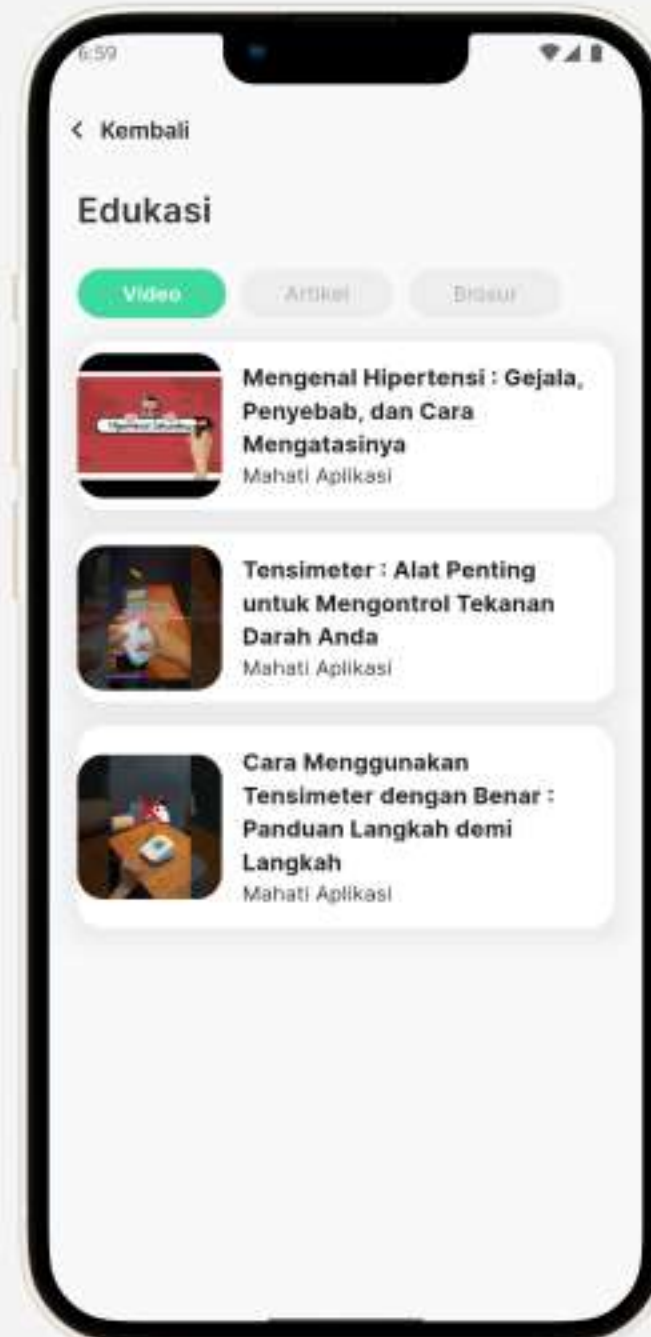 6:59
Kembali
Edukasi
Video
Artikel
Brosur
Mengenal Hipertensi : Gejala,
Penyebab, dan Cara
Mengatasinya
Mahati Aplikasi
Tensimeter : Alat Penting
untuk Mengontrol Tekanan
Darah Anda
Mahati Aplikasi
Cara Menggunakan
Tensimeter dengan Benar :
Panduan Langkah demi
Langkah
Mahati Aplikasi